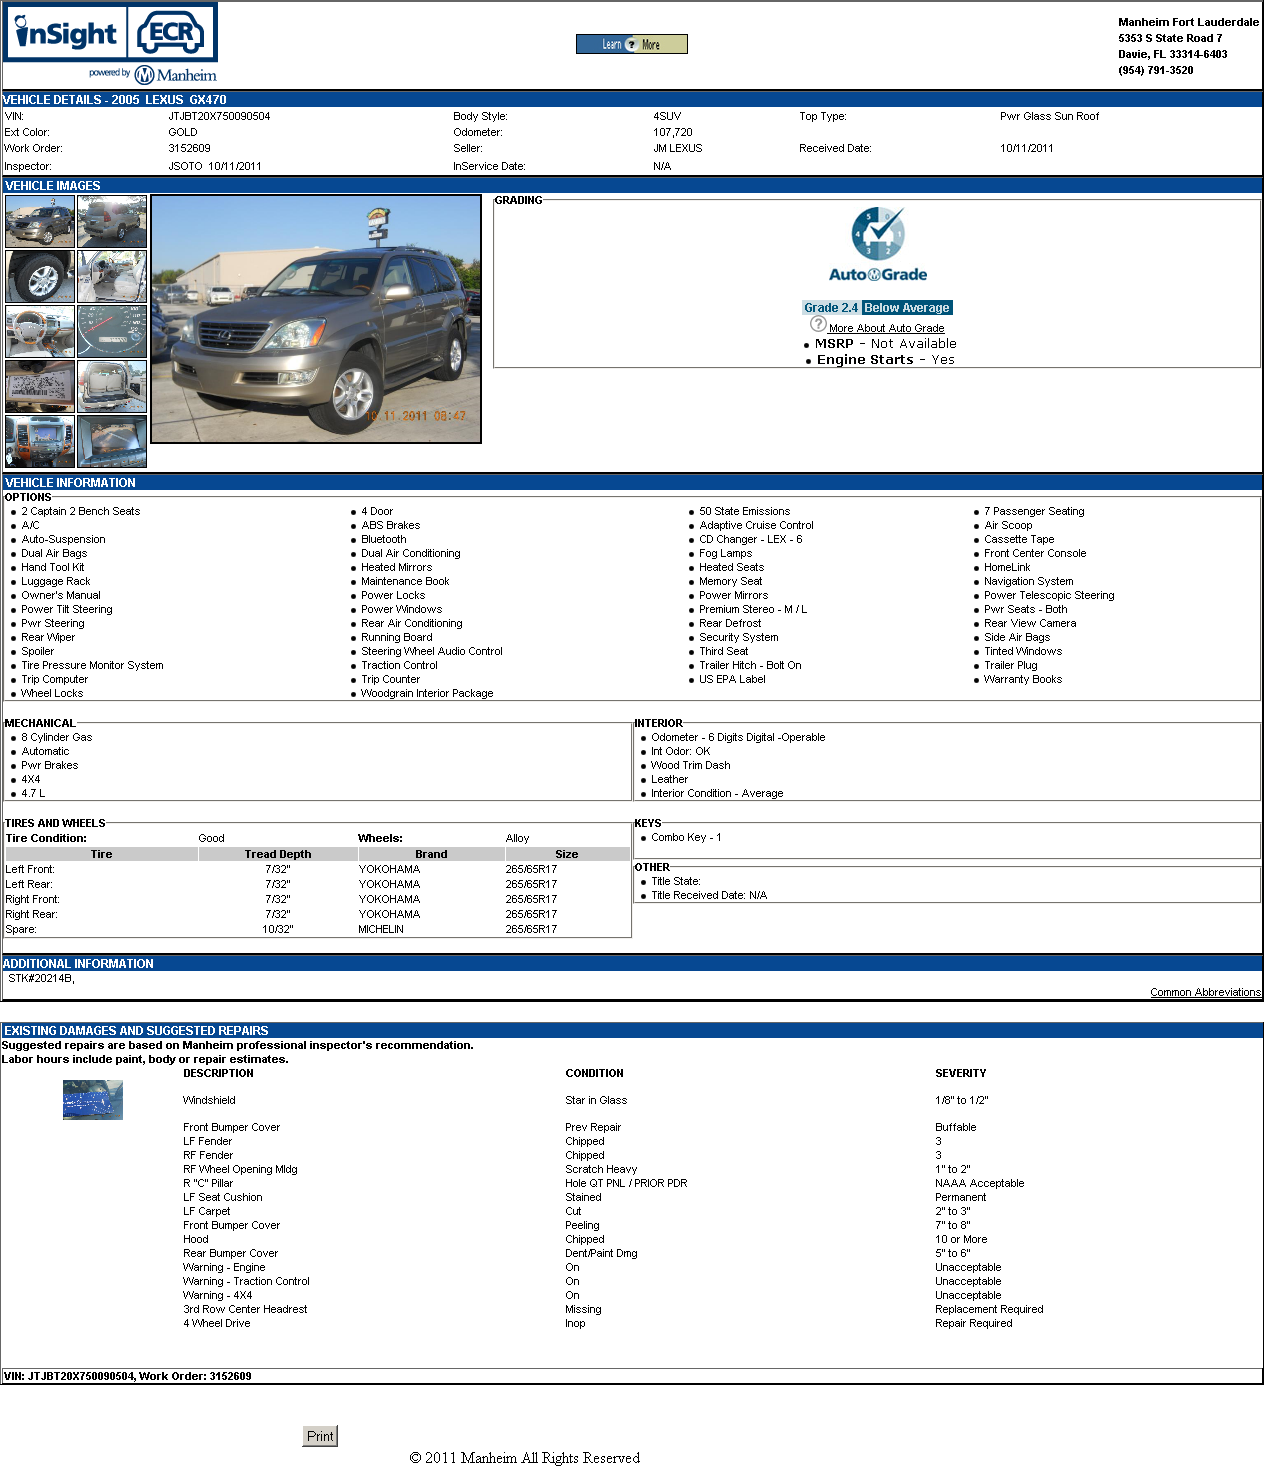 inSight ECR
powered by Manheim
Learn ? More
Manheim Fort Lauderdale
5353 S State Road 7
Davie, FL 33314-6403
(954) 791-3520
VEHICLE DETAILS - 2005 LEXUS GX470
VIN: JTJBT20X750090504 Body Style: 4SUV Top Type: Pwr Glass Sun Roof
Ext Color: GOLD Odometer: 107,720
Work Order: 3152609 Seller: JM LEXUS Received Date: 10/11/2011
Inspector: JSOTO 10/11/2011 InService Date: N/A
VEHICLE IMAGES
10.11.2011 08:47
GRADING
5 0 4 1 3 2
AutoGrade
Grade 2.4 Below Average
? More About Auto Grade
MSRP - Not Available
Engine Starts - Yes
VEHICLE INFORMATION
OPTIONS
2 Captain 2 Bench Seats 4 Door 50 State Emissions 7 Passenger Seating
A/C ABS Brakes Adaptive Cruise Control Air Scoop
Auto-Suspension Bluetooth CD Changer - LEX - 6 Cassette Tape
Dual Air Bags Dual Air Conditioning Fog Lamps Front Center Console
Hand Tool Kit Heated Mirrors Heated Seats HomeLink
Luggage Rack Maintenance Book Memory Seat Navigation System
Owner's Manual Power Locks Power Mirrors Power Telescopic Steering
Power Tilt Steering Power Windows Premium Stereo - M / L Pwr Seats - Both
Pwr Steering Rear Air Conditioning Rear Defrost Rear View Camera
Rear Wiper Running Board Security System Side Air Bags
Spoiler Steering Wheel Audio Control Third Seat Tinted Windows
Tire Pressure Monitor System Traction Control Trailer Hitch - Bolt On Trailer Plug
Trip Computer Trip Counter US EPA Label Warranty Books
Wheel Locks Woodgrain Interior Package
MECHANICAL
8 Cylinder Gas
Automatic
Pwr Brakes
4X4
4.7 L
INTERIOR
Odometer - 6 Digits Digital -Operable
Int Odor: OK
Wood Trim Dash
Leather
Interior Condition - Average
TIRES AND WHEELS
Tire Condition: Good Wheels: Alloy
Tire Tread Depth Brand Size
Left Front: 7/32" YOKOHAMA 265/65R17
Left Rear: 7/32" YOKOHAMA 265/65R17
Right Front: 7/32" YOKOHAMA 265/65R17
Right Rear: 7/32" YOKOHAMA 265/65R17
Spare: 10/32" MICHELIN 265/65R17
KEYS
Combo Key - 1
OTHER
Title State:
Title Received Date: N/A
ADDITIONAL INFORMATION
STK#20214B,
Common Abbreviations
EXISTING DAMAGES AND SUGGESTED REPAIRS
Suggested repairs are based on Manheim professional inspector's recommendation.
Labor hours include paint, body or repair estimates.
DESCRIPTION CONDITION SEVERITY
Windshield Star in Glass 1/8" to 1/2"
Front Bumper Cover Prev Repair Buffable
LF Fender Chipped 3
RF Fender Chipped 3
RF Wheel Opening Mldg Scratch Heavy 1" to 2"
R "C" Pillar Hole QT PNL / PRIOR PDR NAAA Acceptable
LF Seat Cushion Stained Permanent
LF Carpet Cut 2" to 3"
Front Bumper Cover Peeling 7" to 8"
Hood Chipped 10 or More
Rear Bumper Cover Dent/Paint Dmg 5" to 6"
Warning - Engine On Unacceptable
Warning - Traction Control On Unacceptable
Warning - 4X4 On Unacceptable
3rd Row Center Headrest Missing Replacement Required
4 Wheel Drive Inop Repair Required
VIN: JTJBT20X750090504, Work Order: 3152609
Print
© 2011 Manheim All Rights Reserved